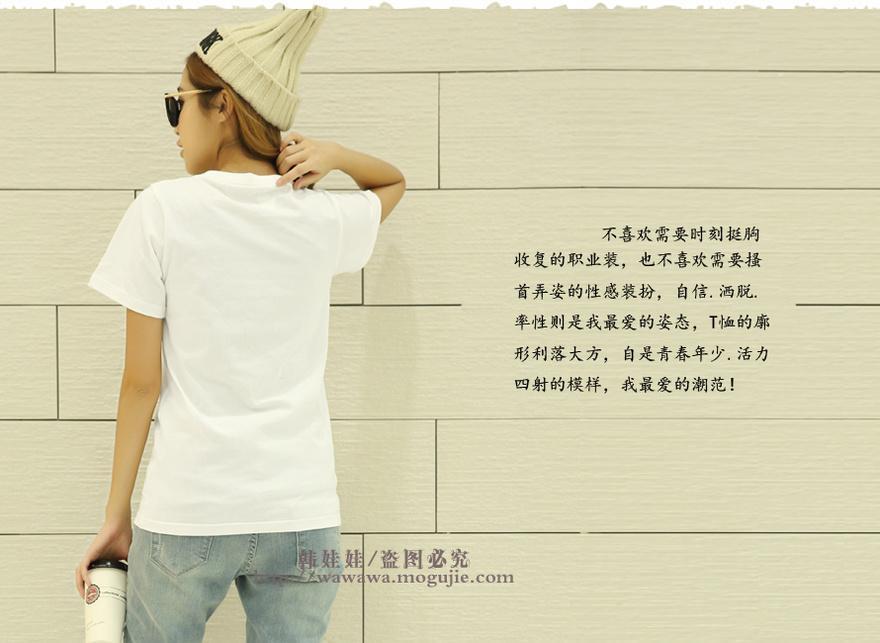 不喜欢需要时刻挺胸
收复的职业装，也不喜欢需要搔
首弄姿的性感装扮，自信.洒脱.
率性则是我最爱的姿态，T恤的廓
形利落大方，自是青春年少.活力
四射的模样，我最爱的潮范！
韩娃娃/盗图必究
http://wawawa.mogujie.com